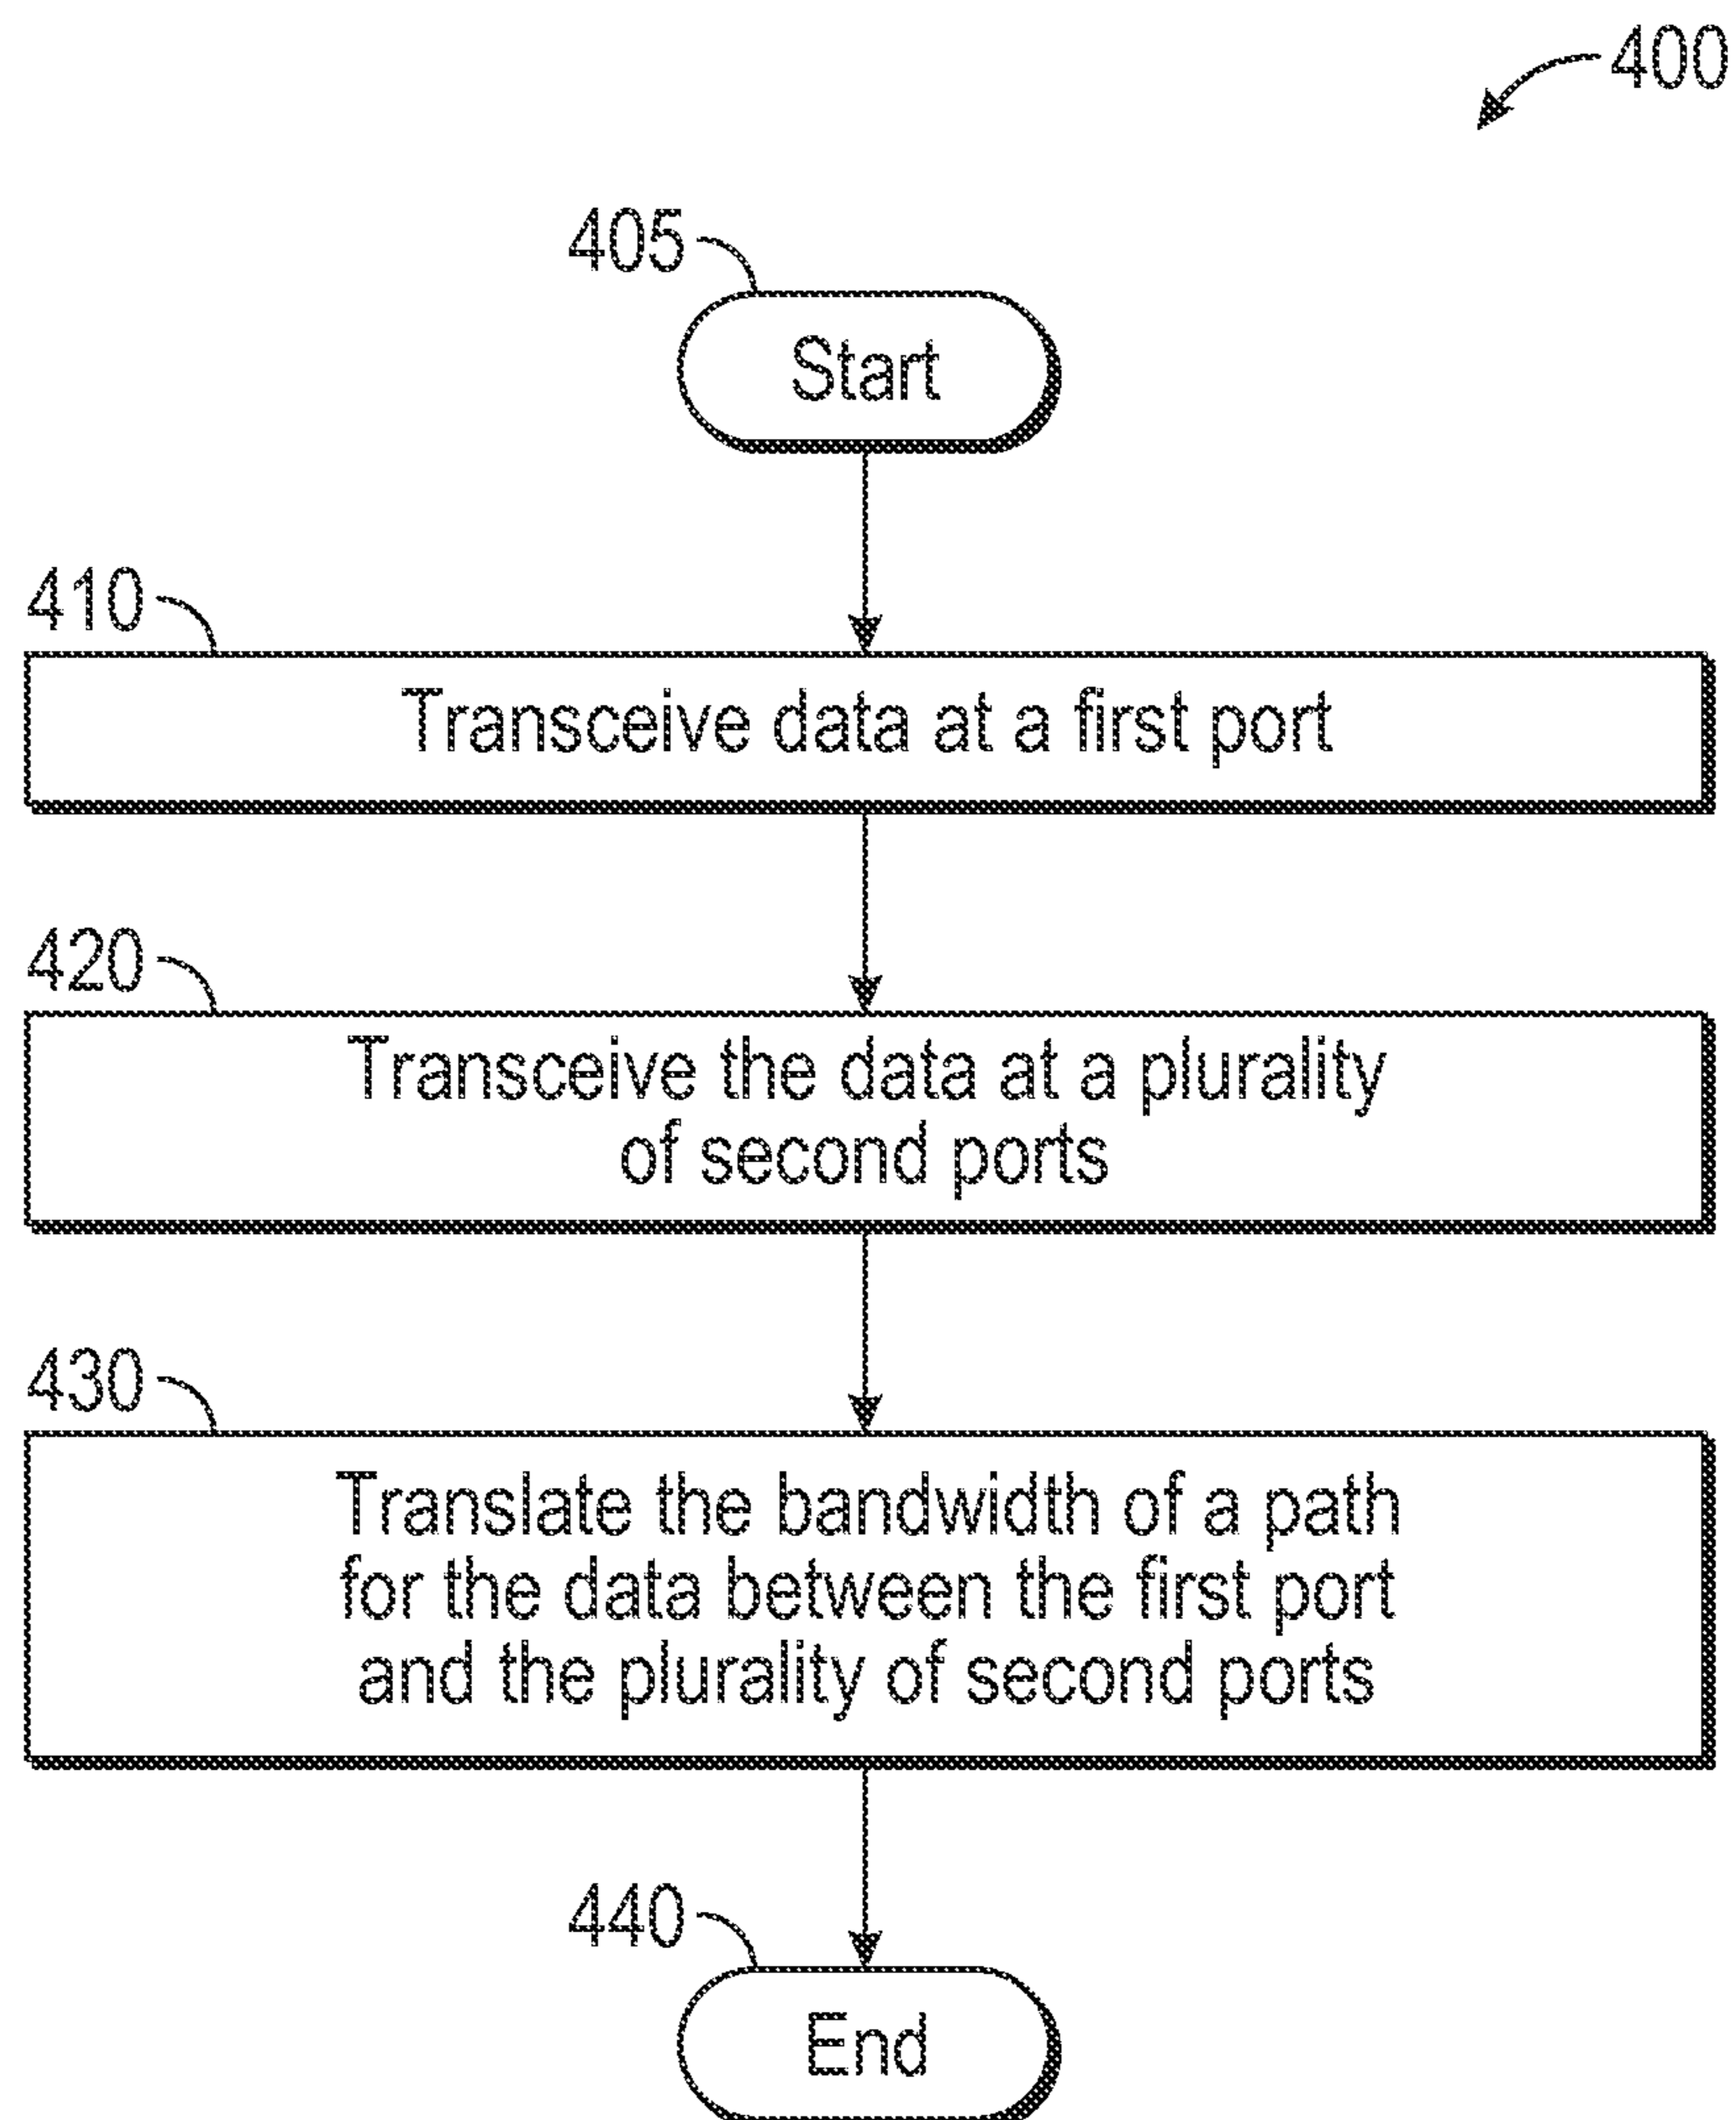 400
405
Start
410
Transceive data at a first port
420
Transceive the data at a plurality
of second ports
430
Translate the bandwidth of a path
for the data between the first port
and the plurality of second ports
440
End